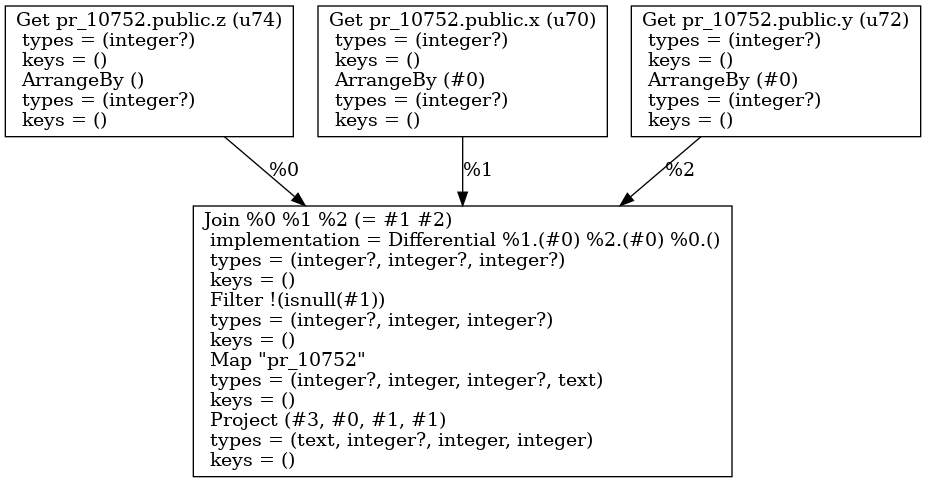 Get pr_10752.public.z (u74)
types = (integer?)
keys = ()
ArrangeBy ()
types = (integer?)
keys = ()
Get pr_10752.public.x (u70)
types = (integer?)
keys = ()
ArrangeBy (#0)
types = (integer?)
keys = ()
Get pr_10752.public.y (u72)
types = (integer?)
keys = ()
ArrangeBy (#0)
types = (integer?)
keys = ()
%0
%1
%2
Join %0 %1 %2 (= #1 #2)
implementation = Differential %1.(#0) %2.(#0) %0.()
types = (integer?, integer?, integer?)
keys = ()
Filter !(isnull(#1))
types = (integer?, integer, integer?)
keys = ()
Map "pr_10752"
types = (integer?, integer, integer?, text)
keys = ()
Project (#3, #0, #1, #1)
types = (text, integer?, integer, integer)
keys = ()